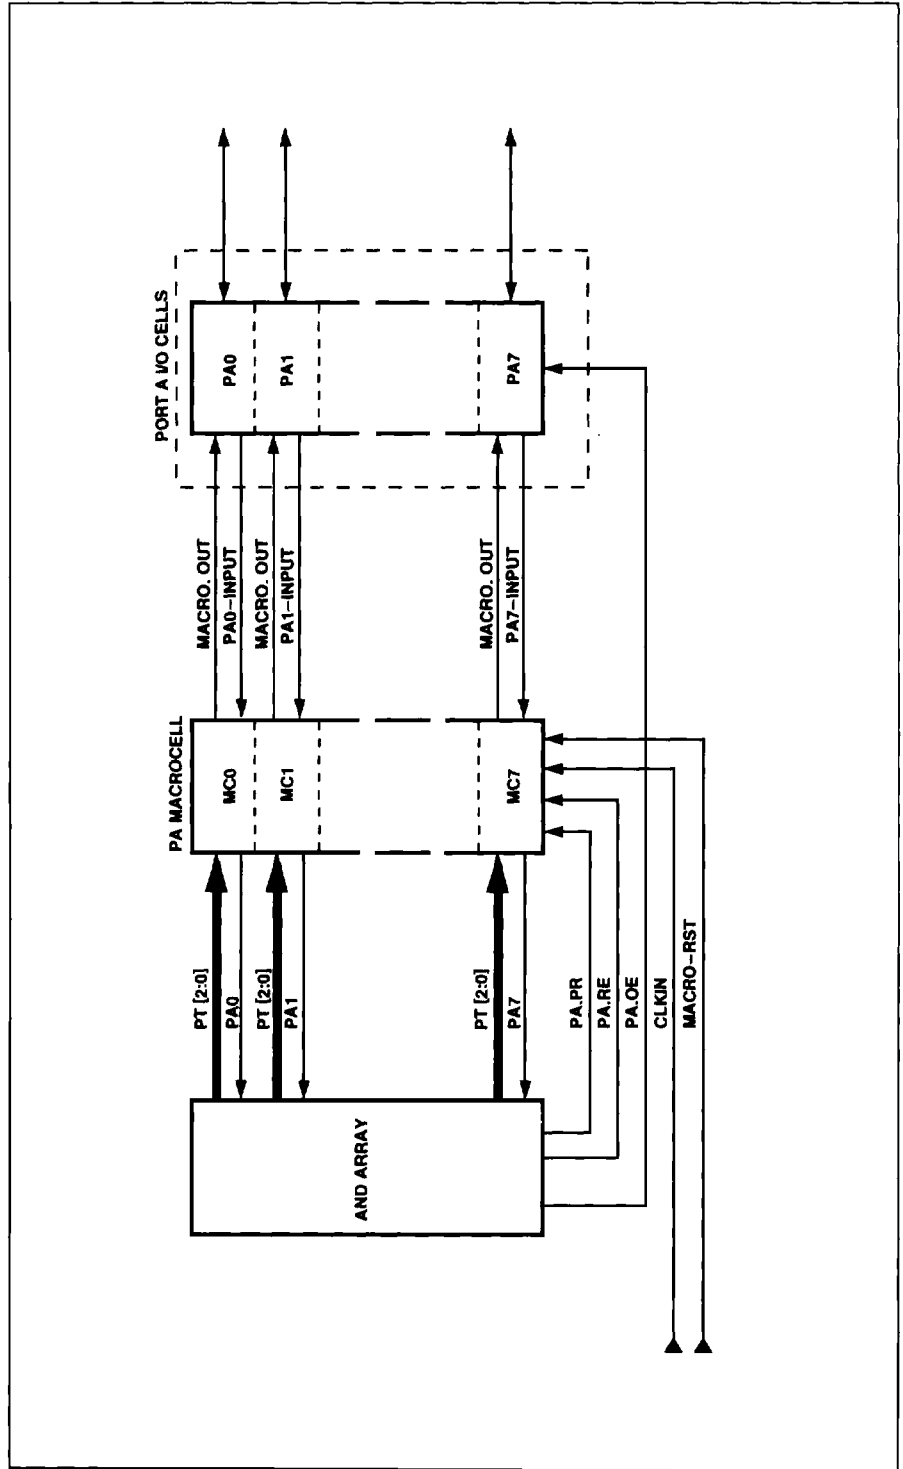 PORT A I/O CELLS
PA0
PA1
PA7
MACRO. OUT
PA0-INPUT
MACRO. OUT
PA1-INPUT
MACRO. OUT
PA7-INPUT
PA MACROCELL
MC0
MC1
MC7
PT [2:0]
PA0
PT [2:0]
PA1
PT [2:0]
PA7
PA.PR
PA.RE
PA.OE
CLKIN
MACRO-RST
AND ARRAY